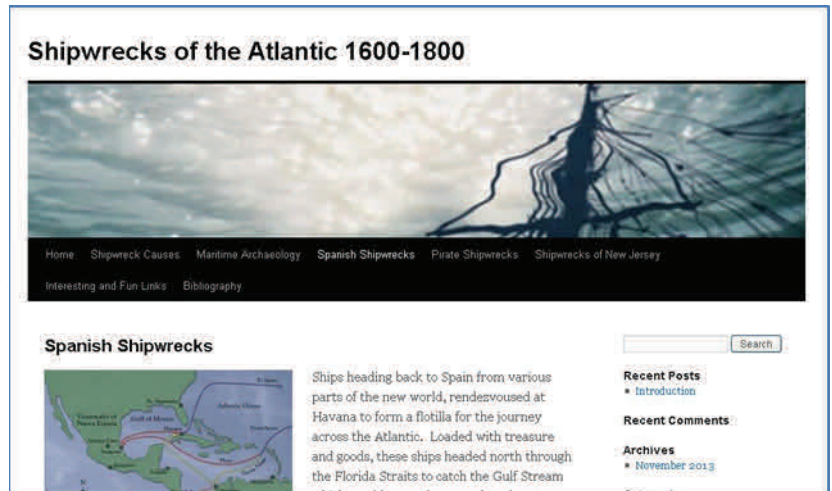 Shipwrecks of the Atlantic 1600-1800
Home Shipwreck Causes Maritime Archaeology Spanish Shipwrecks Pirate Shipwrecks Shipwrecks of New Jersey
Interesting and Fun Links Bibliography
Spanish Shipwrecks
Search
Ships heading back to Spain from various
parts of the new world, rendesvoused at
Havana to form a flotilla for the journey
across the Atlantic. Loaded with treasure
and goods, these ships headed north through
the Florida Straits to catch the Gulf Stream
Recent Posts
Introduction
Recent Comments
Archives
November 2013
Atlantic Ocean
Gulf of Mexico